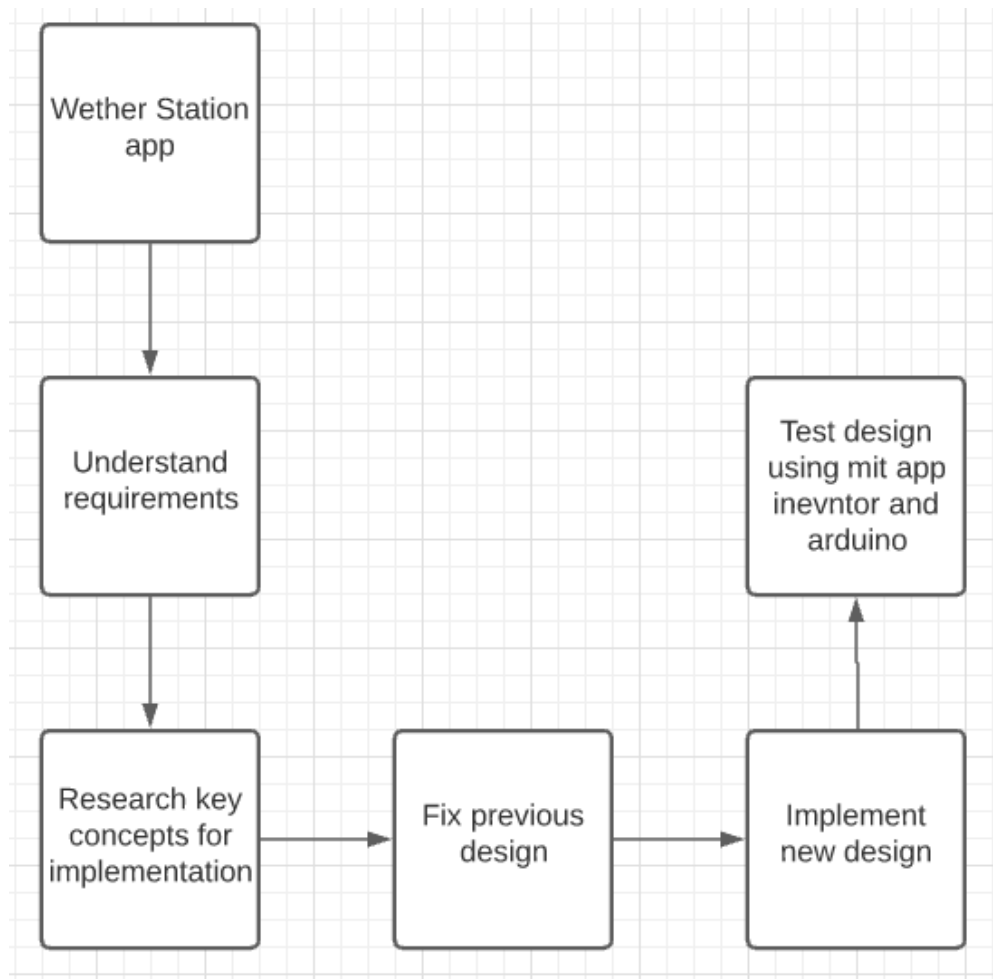 Wether Station
app
Understand
requirements
Research key
concepts for
implementation
Fix previous
design
Implement
new design
Test design
using mit app
inevntor and
arduino